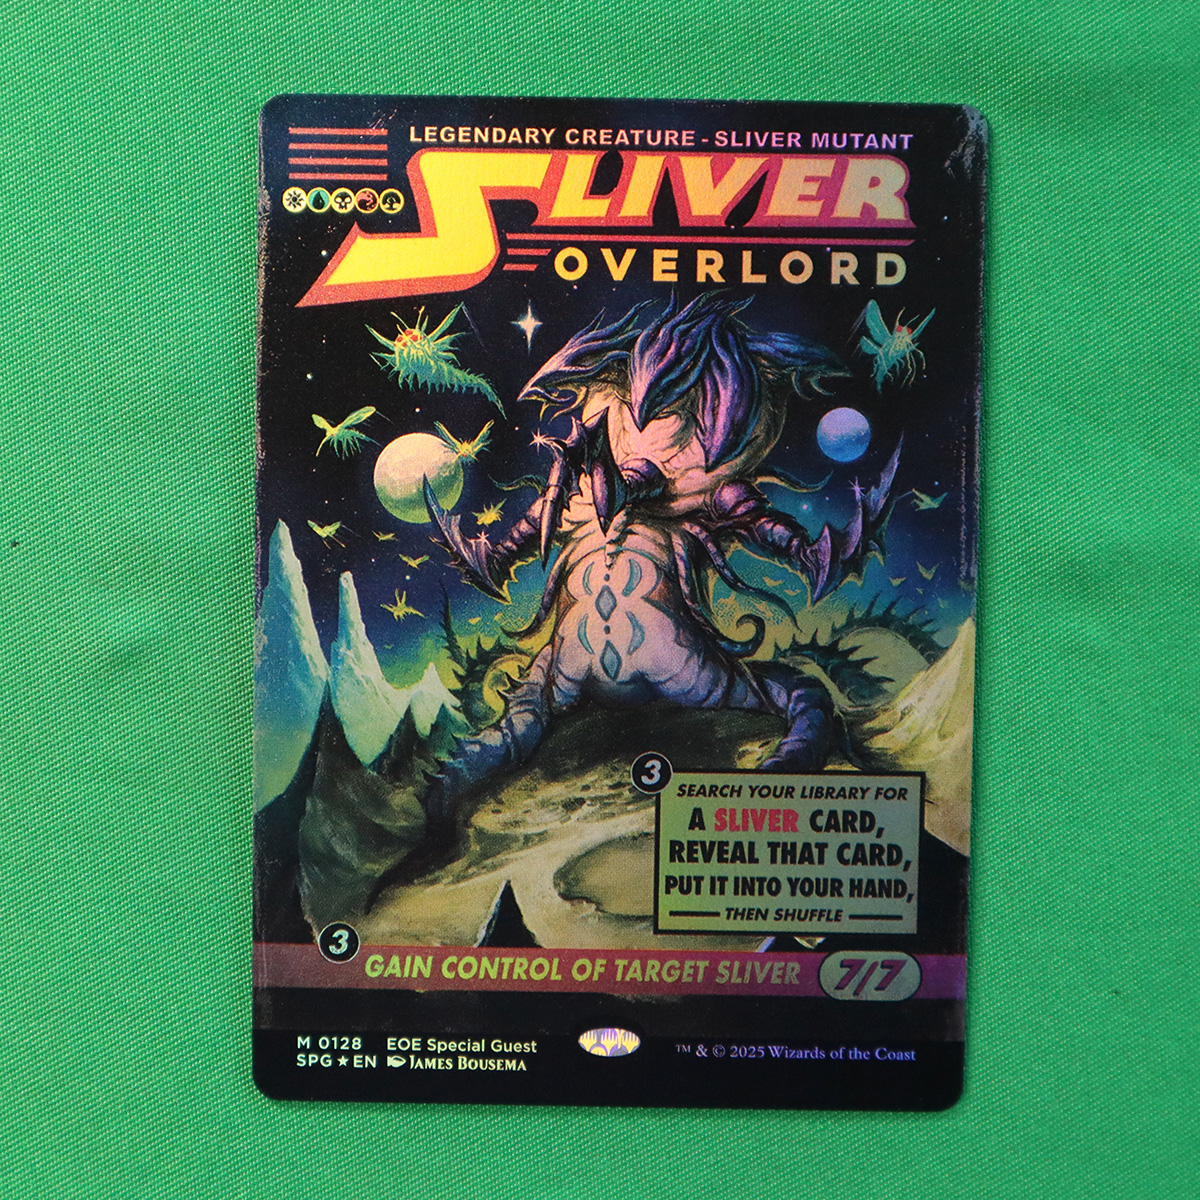 LEGENDARY CREATURE - SLIVER MUTANT
SLIVER
OVERLORD
3
SEARCH YOUR LIBRARY FOR
A SLIVER CARD,
REVEAL THAT CARD,
PUT IT INTO YOUR HAND,
THEN SHUFFLE
3
GAIN CONTROL OF TARGET SLIVER
7/7
M 0128 EOE Special Guest
SPG★EN JAMES BOUSEMA
™ & © 2025 Wizards of the Coast